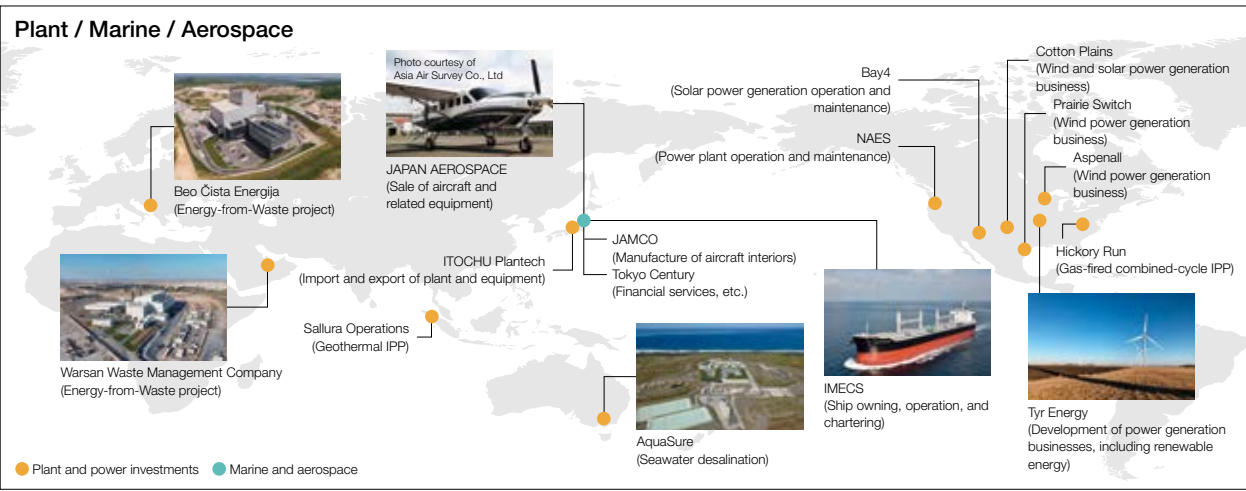 Plant / Marine / Aerospace
Photo courtesy of
Asia Air Survey Co., Ltd
Beo Čista Energija
(Energy-from-Waste project)
JAPAN AEROSPACE
(Sale of aircraft and
related equipment)
Bay4
(Solar power generation operation and
maintenance)
NAES
(Power plant operation and maintenance)
Cotton Plains
(Wind and solar power generation
business)
Prairie Switch
(Wind power generation
business)
Aspenall
(Wind power generation
business)
Hickory Run
(Gas-fired combined-cycle IPP)
ITOCHU Plantech
(Import and export of plant and equipment)
JAMCO
(Manufacture of aircraft interiors)
Tokyo Century
(Financial services, etc.)
Sallura Operations
(Geothermal IPP)
Warsan Waste Management Company
(Energy-from-Waste project)
AquaSure
(Seawater desalination)
IMECS
(Ship owning, operation, and
chartering)
Tyr Energy
(Development of power generation
businesses, including renewable
energy)
Plant and power investments
Marine and aerospace